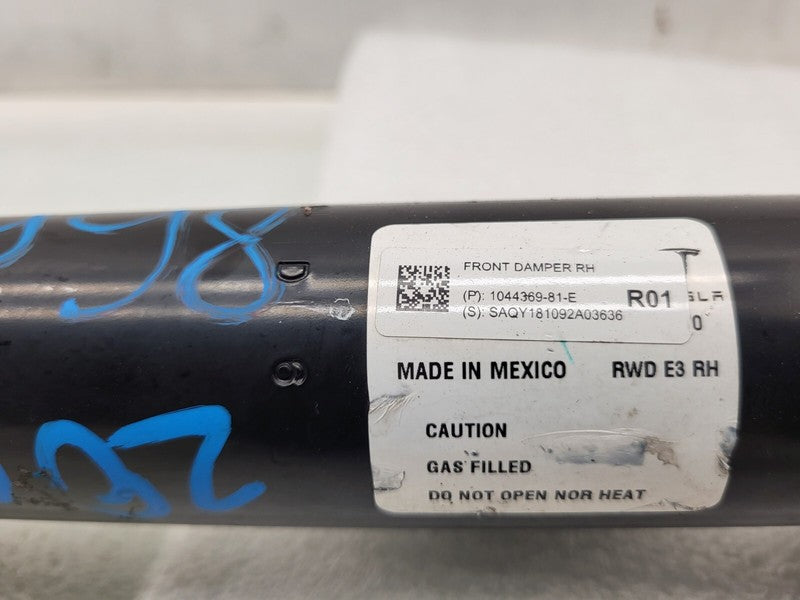 FRONT DAMPER RH
(P): 1044369-81-E
(S): SAQY181092A03636
R01
MADE IN MEXICO RWD E3 RH
CAUTION
GAS FILLED
DO NOT OPEN NOR HEAT